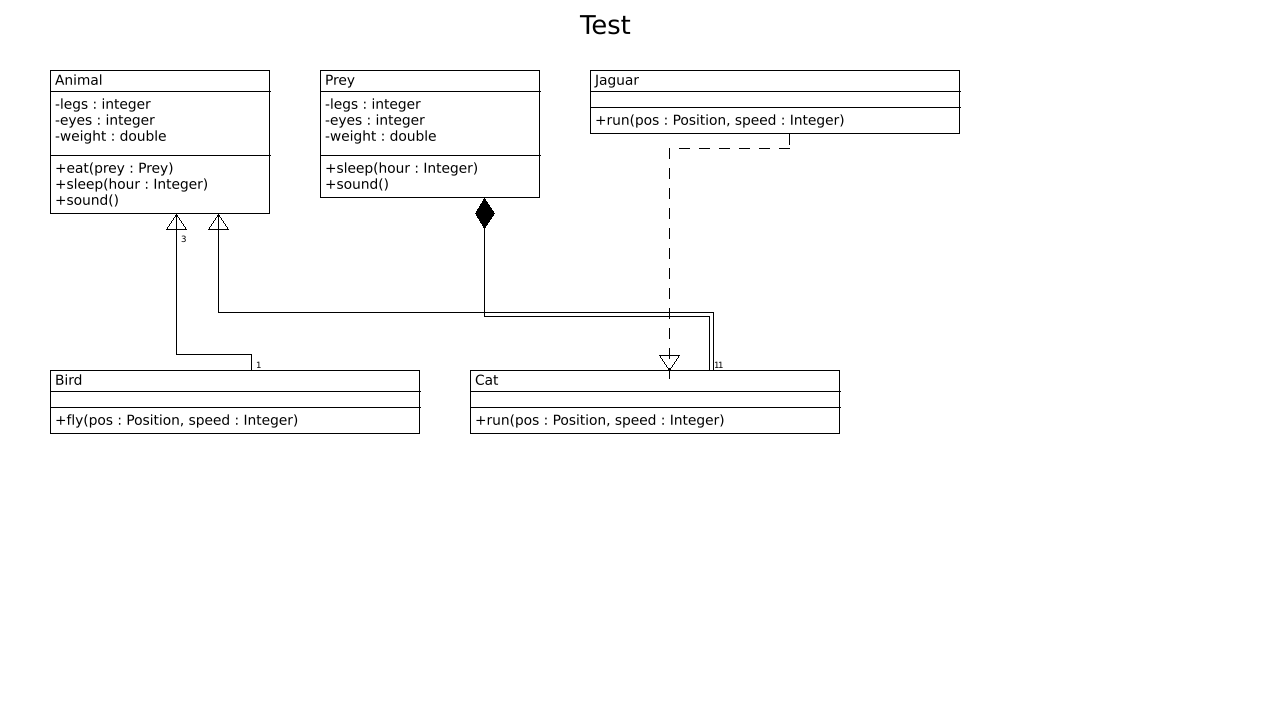 Test
Animal
-legs : integer
-eyes : integer
-weight : double
+eat(prey : Prey)
+sleep(hour : Integer)
+sound()
Prey
-legs : integer
-eyes : integer
-weight : double
+sleep(hour : Integer)
+sound()
Jaguar
+run(pos : Position, speed : Integer)
3
1
11
Bird
+fly(pos : Position, speed : Integer)
Cat
+run(pos : Position, speed : Integer)